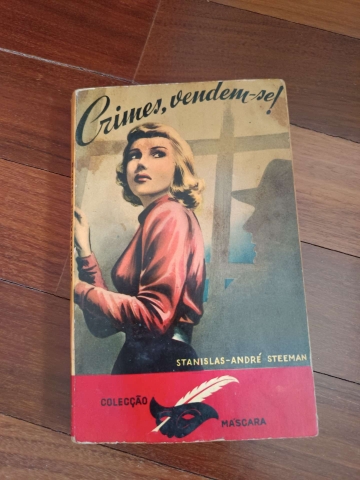 Crimes, vendem-se!
STANISLAS-ANDRÉ STEEMAN
COLECÇÃO
MÁSCARA